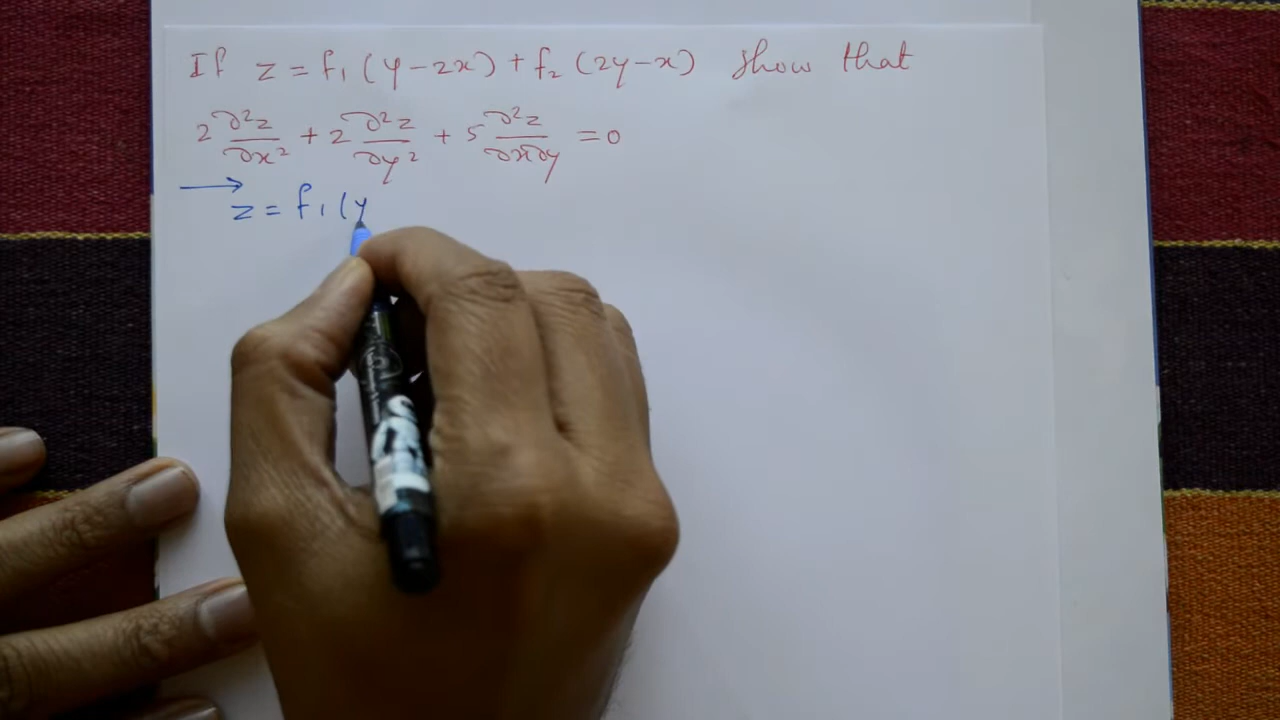 If z = f₁ (y-2x) + f₂ (2y-x) show that
2 ∂²z/∂x² + 2 ∂²z/∂y² + 5 ∂²z/∂x∂y = 0
→
z = f₁ (y